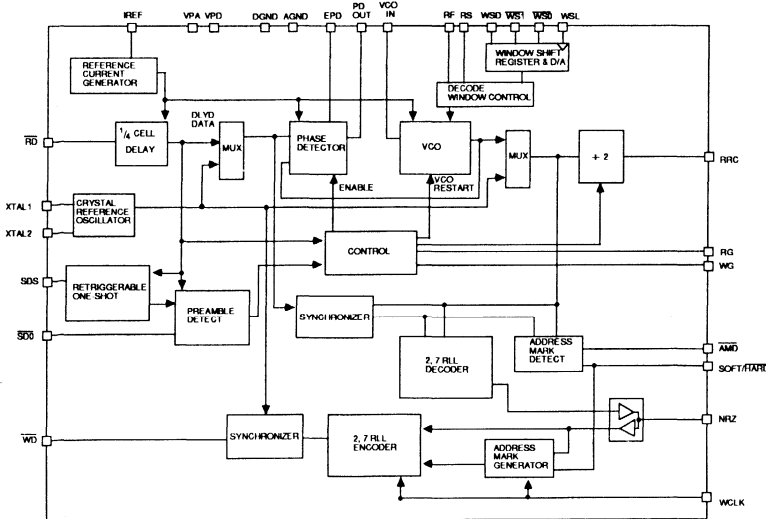 IREF
VPA VPD
DGND AGND
EPD
PD
OUT
VCO
IN
RF RS
WSD WS1 WS0 WSL
REFERENCE
CURRENT
GENERATOR
WINDOW SHIFT
REGISTER & D/A
DECODE
WINDOW CONTROL
RD
1/4 CELL
DELAY
DLYD
DATA
MUX
PHASE
DETECTOR
VCO
MUX
÷ 2
RRC
ENABLE
VCO
RESTART
XTAL1
XTAL2
CRYSTAL
REFERENCE
OSCILLATOR
CONTROL
RG
WG
SDS
RETRIGGERABLE
ONE SHOT
SDO
PREAMBLE
DETECT
SYNCHRONIZER
2, 7 RLL
DECODER
ADDRESS
MARK
DETECT
AMD
SOFT/HARD
NRZ
WD
SYNCHRONIZER
2, 7 RLL
ENCODER
ADDRESS
MARK
GENERATOR
WCLK